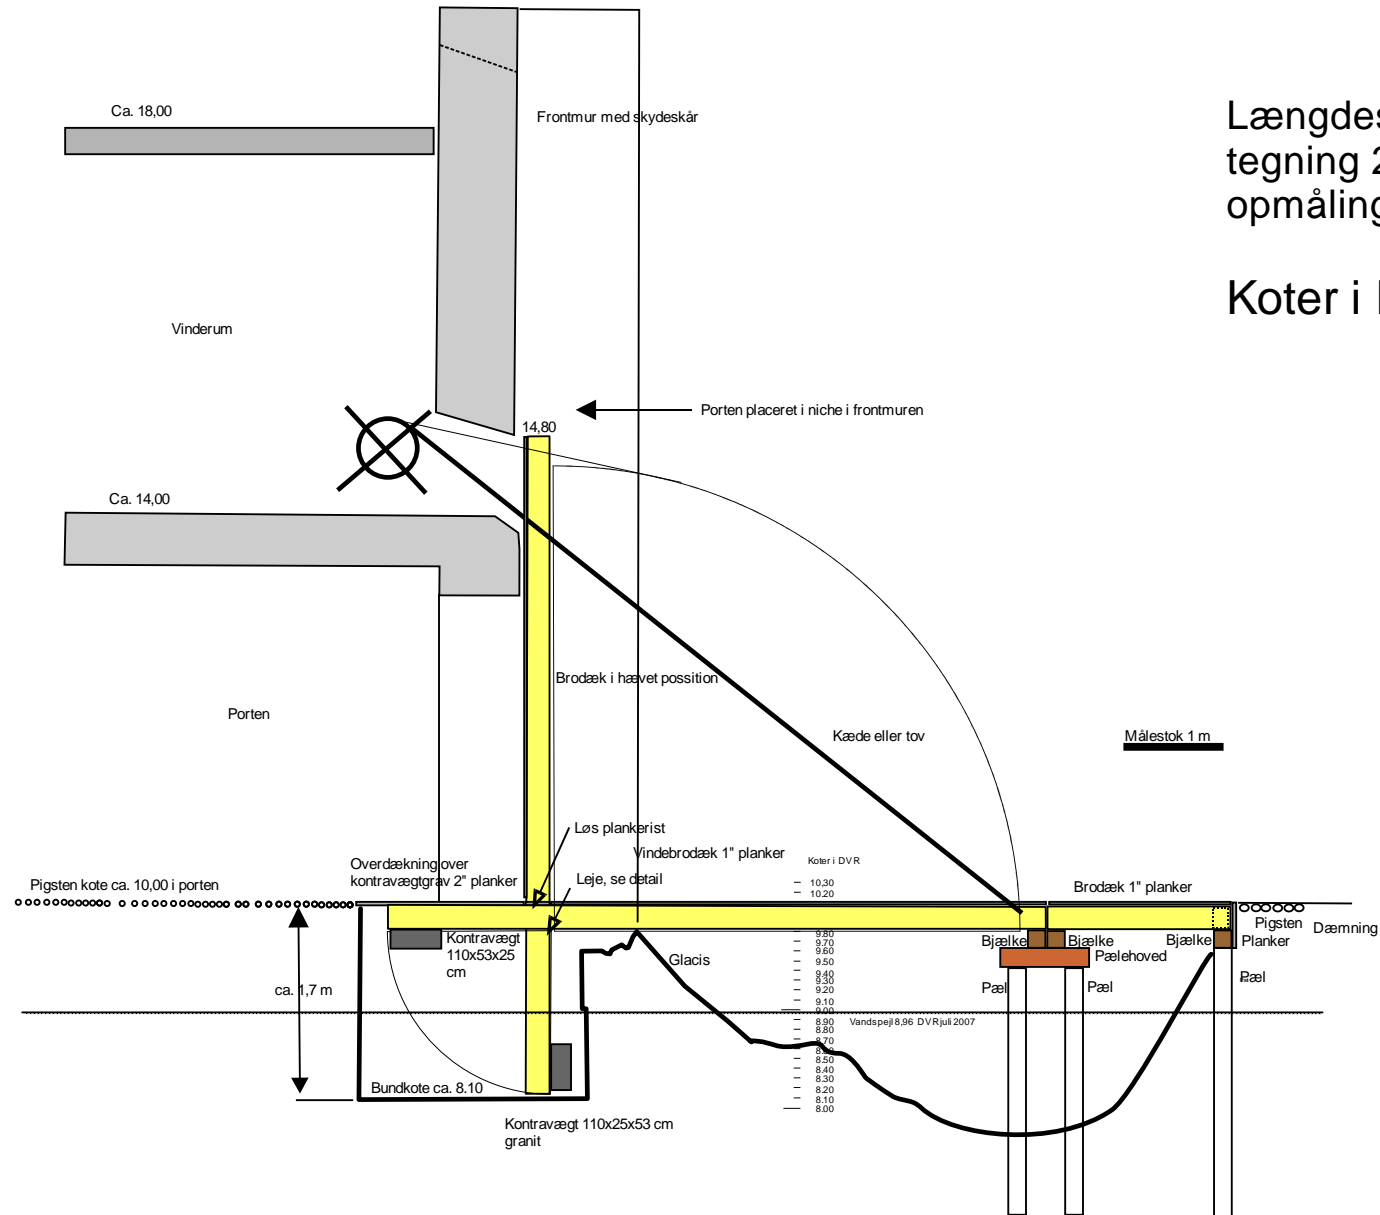 Længdes
tegning 2
opmåling
Koter i
Ca. 18,00
Frontmur med skydeskår
Vinderum
Porten placeret i niche i frontmuren
14,80
Ca. 14,00
Brodæk i hævet possition
Porten
Kæde eller tov
Målestok 1 m
Løs plankerist
Vindebrodæk 1" planker
Koter i DVR
Overdækning over
kontravægtgrav 2" planker
Leje, se detail
Pigsten kote ca. 10,00 i porten
Brodæk 1" planker
10,30
10.20
Pigsten
Dæmning
Kontravægt
110x53x25
cm
Glacis
Bjælke
Bjælke
Bjælke
Planker
Pælehoved
Pæl
Pæl
Pæl
9.80
9.70
9.60
9.50
9.40
9.30
9.20
9.10
9.00
8.90
8.80
8.70
8.60
8.50
8.40
8.30
8.20
8.10
8.00
ca. 1,7 m
Vandspejl 8,96 DVR juli 2007
Bundkote ca. 8.10
Kontravægt 110x25x53 cm
granit